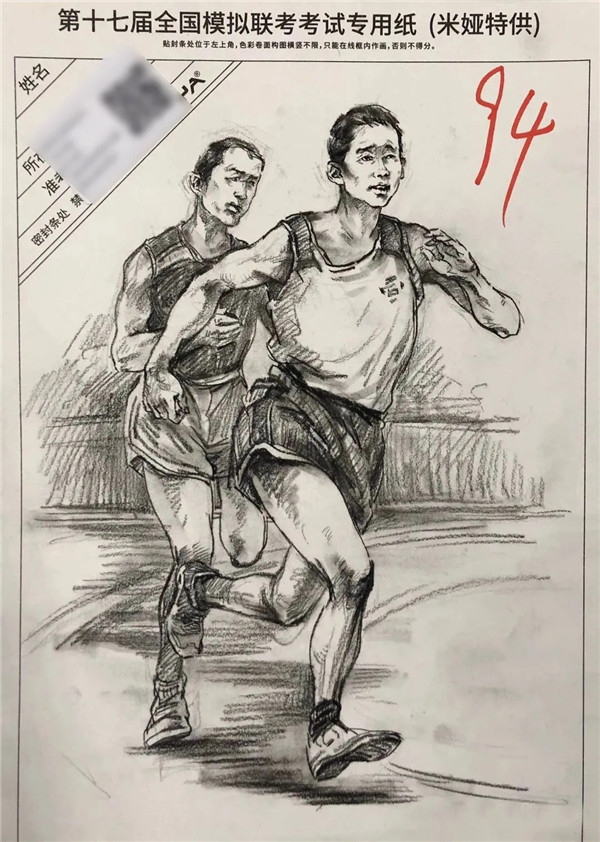 第十七届全国模拟联考考试专用纸 (米娅特供)
贴封条处位于左上角，色彩卷面构图横竖不限，只能在线框内作画，否则不得分。
姓名
所在
准考
密封条处 禁
94